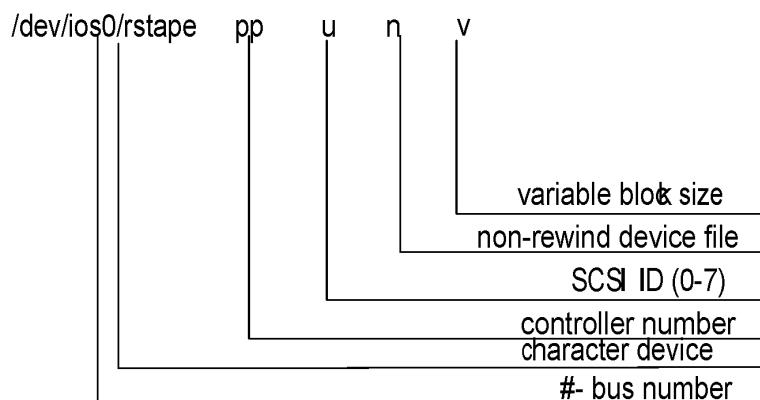 /dev/ios0/rstape pp u n v
variable block size
non-rewind device file
SCSI ID (0-7)
controller number
character device
#- bus number